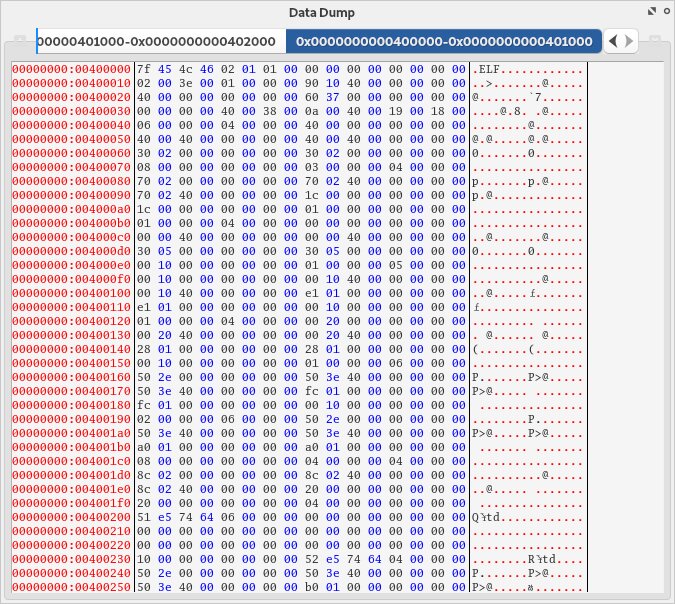 Data Dump
00000401000-0x0000000000402000 0x0000000000400000-0x0000000000401000
00000000:00400000 7f 45 4c 46 02 01 01 00 00 00 00 00 00 00 00 00 .ELF............
00000000:00400010 02 00 3e 00 01 00 00 00 90 10 40 00 00 00 00 00 ..>.......@.....
00000000:00400020 40 00 00 00 00 00 00 00 60 37 00 00 00 00 00 00 @.......`7......
00000000:00400030 00 00 00 00 40 00 38 00 0a 00 40 00 19 00 18 00 ....@.8. .@.....
00000000:00400040 06 00 00 00 04 00 00 00 40 00 00 00 00 00 00 00 ........@.......
00000000:00400050 40 00 40 00 00 00 00 00 40 00 40 00 00 00 00 00 @.@.....@.@.....
00000000:00400060 30 02 00 00 00 00 00 00 30 02 00 00 00 00 00 00 0.......0.......
00000000:00400070 08 00 00 00 00 00 00 00 03 00 00 00 04 00 00 00 ................
00000000:00400080 70 02 00 00 00 00 00 00 70 02 40 00 00 00 00 00 p.......p.@.....
00000000:00400090 70 02 40 00 00 00 00 00 1c 00 00 00 00 00 00 00 p.@.............
00000000:004000a0 1c 00 00 00 00 00 00 00 01 00 00 00 00 00 00 00 ................
00000000:004000b0 01 00 00 00 04 00 00 00 00 00 00 00 00 00 00 00 ................
00000000:004000c0 00 00 40 00 00 00 00 00 00 00 40 00 00 00 00 00 ..@.......@.....
00000000:004000d0 30 05 00 00 00 00 00 00 30 05 00 00 00 00 00 00 0.......0.......
00000000:004000e0 00 10 00 00 00 00 00 00 01 00 00 00 05 00 00 00 ................
00000000:004000f0 00 10 00 00 00 00 00 00 00 10 40 00 00 00 00 00 ..........@.....
00000000:00400100 00 10 40 00 00 00 00 00 e1 01 00 00 00 00 00 00 ..@.............
00000000:00400110 e1 01 00 00 00 00 00 00 00 10 00 00 00 00 00 00 ................
00000000:00400120 01 00 00 00 04 00 00 00 00 20 00 00 00 00 00 00 ......... ......
00000000:00400130 00 20 40 00 00 00 00 00 00 20 40 00 00 00 00 00 . @...... @.....
00000000:00400140 28 01 00 00 00 00 00 00 28 01 00 00 00 00 00 00 (.......(.......
00000000:00400150 00 10 00 00 00 00 00 00 01 00 00 00 06 00 00 00 ................
00000000:00400160 50 2e 00 00 00 00 00 00 50 3e 40 00 00 00 00 00 P.......P>@.....
00000000:00400170 50 3e 40 00 00 00 00 00 fc 01 00 00 00 00 00 00 P>@.............
00000000:00400180 fc 01 00 00 00 00 00 00 00 10 00 00 00 00 00 00 ................
00000000:00400190 02 00 00 00 06 00 00 00 50 2e 00 00 00 00 00 00 ........P.......
00000000:004001a0 50 3e 40 00 00 00 00 00 50 3e 40 00 00 00 00 00 P>@.....P>@.....
00000000:004001b0 a0 01 00 00 00 00 00 00 a0 01 00 00 00 00 00 00 ................
00000000:004001c0 08 00 00 00 00 00 00 00 04 00 00 00 04 00 00 00 ................
00000000:004001d0 8c 02 00 00 00 00 00 00 8c 02 40 00 00 00 00 00 ..........@.....
00000000:004001e0 8c 02 40 00 00 00 00 00 20 00 00 00 00 00 00 00 ..@..... .......
00000000:004001f0 20 00 00 00 00 00 00 00 04 00 00 00 00 00 00 00  ...............
00000000:00400200 51 e5 74 64 06 00 00 00 00 00 00 00 00 00 00 00 Q.td............
00000000:00400210 00 00 00 00 00 00 00 00 00 00 00 00 00 00 00 00 ................
00000000:00400220 00 00 00 00 00 00 00 00 00 00 00 00 00 00 00 00 ................
00000000:00400230 10 00 00 00 00 00 00 00 52 e5 74 64 04 00 00 00 ........R.td....
00000000:00400240 50 2e 00 00 00 00 00 00 50 3e 40 00 00 00 00 00 P.......P>@.....
00000000:00400250 50 3e 40 00 00 00 00 00 b0 01 00 00 00 00 00 00 P>@.............